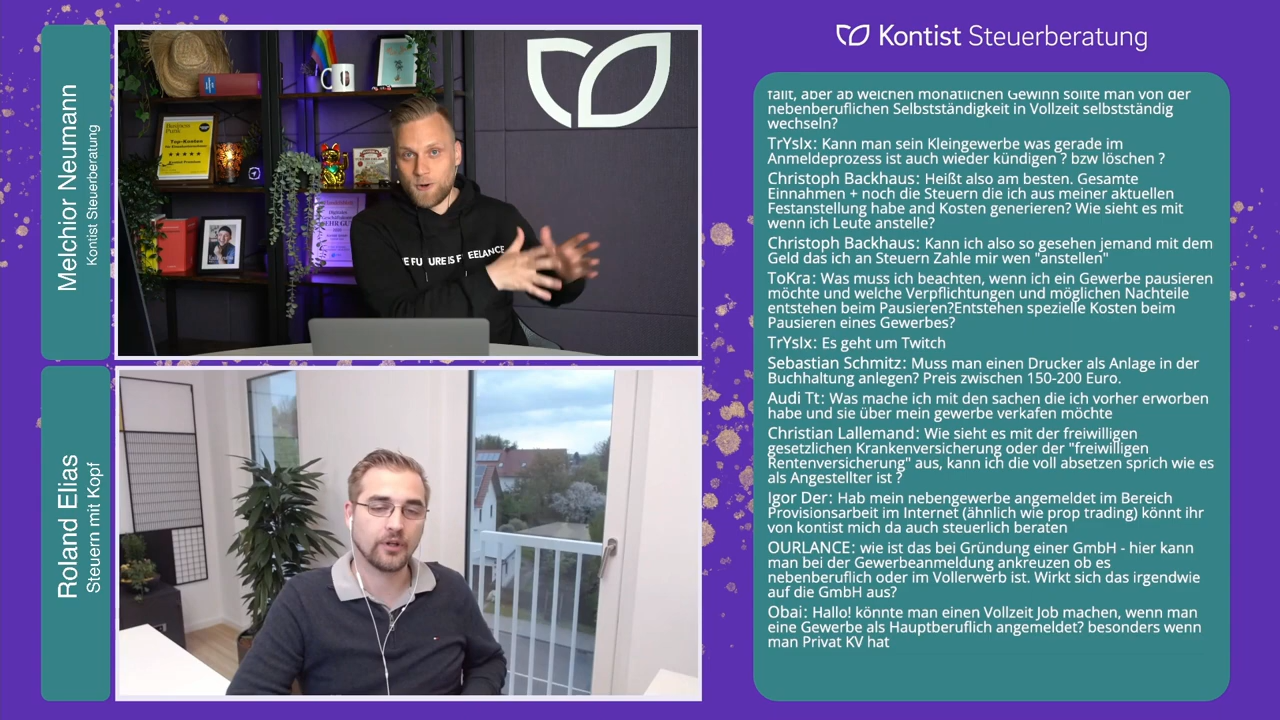 Melchior Neumann
Kontist Steuerberatung
Business Punk
Top-Konten
THE FUTURE IS FREELANCE
Roland Elias
Steuern mit Kopf
Kontist Steuerberatung
fällt, aber ab welchen monatlichen Gewinn sollte man von der
nebenberuflichen Selbstständigkeit in Vollzeit selbstständig
wechseln?
TrYsIx: Kann man sein Kleingewerbe was gerade im
Anmeldeprozess ist auch wieder kündigen ? bzw löschen ?
Christoph Backhaus: Heißt also am besten. Gesamte
Einnahmen + noch die Steuern die ich aus meiner aktuellen
Festanstellung habe and Kosten generieren? Wie sieht es mit
wenn ich Leute anstelle?
Christoph Backhaus: Kann ich also so gesehen jemand mit dem
Geld das ich an Steuern Zahle mir wen "anstellen"
ToKra: Was muss ich beachten, wenn ich ein Gewerbe pausieren
möchte und welche Verpflichtungen und möglichen Nachteile
entstehen beim Pausieren?Entstehen spezielle Kosten beim
Pausieren eines Gewerbes?
TrYsIx: Es geht um Twitch
Sebastian Schmitz: Muss man einen Drucker als Anlage in der
Buchhaltung anlegen? Preis zwischen 150-200 Euro.
Audi Tt: Was mache ich mit den sachen die ich vorher erworben
habe und sie über mein gewerbe verkafen möchte
Christian Lallemand: Wie sieht es mit der freiwilligen
gesetzlichen Krankenversicherung oder der "freiwilligen
Rentenversicherung" aus, kann ich die voll absetzen sprich wie es
als Angestellter ist ?
Igor Der: Hab mein nebengewerbe angemeldet im Bereich
Provisionsarbeit im Internet (ähnlich wie prop trading) könnt ihr
von kontist mich da auch steuerlich beraten
OURLANCE: wie ist das bei Gründung einer GmbH - hier kann
man bei der Gewerbeanmeldung ankreuzen ob es
nebenberuflich oder im Vollerwerb ist. Wirkt sich das irgendwie
auf die GmbH aus?
Obai: Hallo! könnte man einen Vollzeit Job machen, wenn man
eine Gewerbe als Hauptberuflich angemeldet? besonders wenn
man Privat KV hat